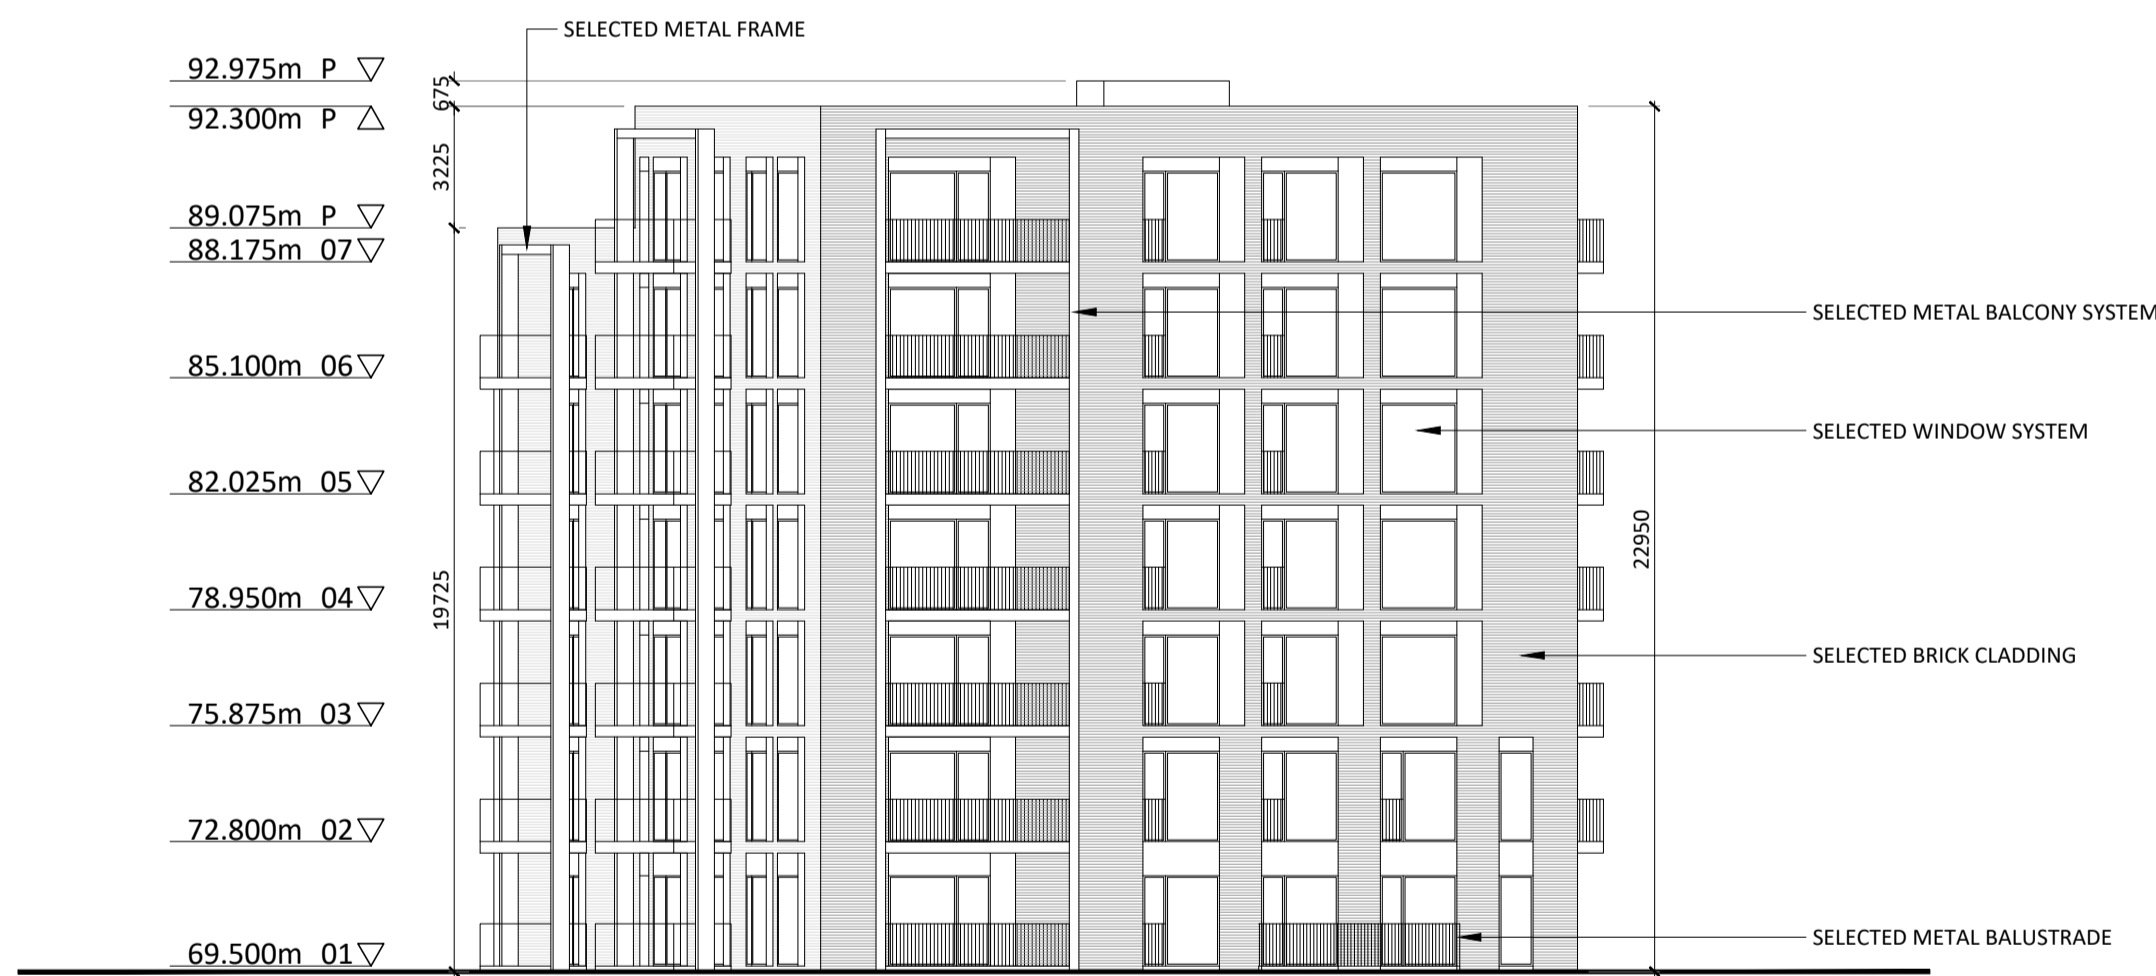 SELECTED METAL FRAME
92.975m P
675
92.300m P
3225
89.075m P
88.175m 07
SELECTED METAL BALCONY SYSTEM
85.100m 06
SELECTED WINDOW SYSTEM
82.025m 05
22950
78.950m 04
19725
SELECTED BRICK CLADDING
75.875m 03
72.800m 02
SELECTED METAL BALUSTRADE
69.500m 01